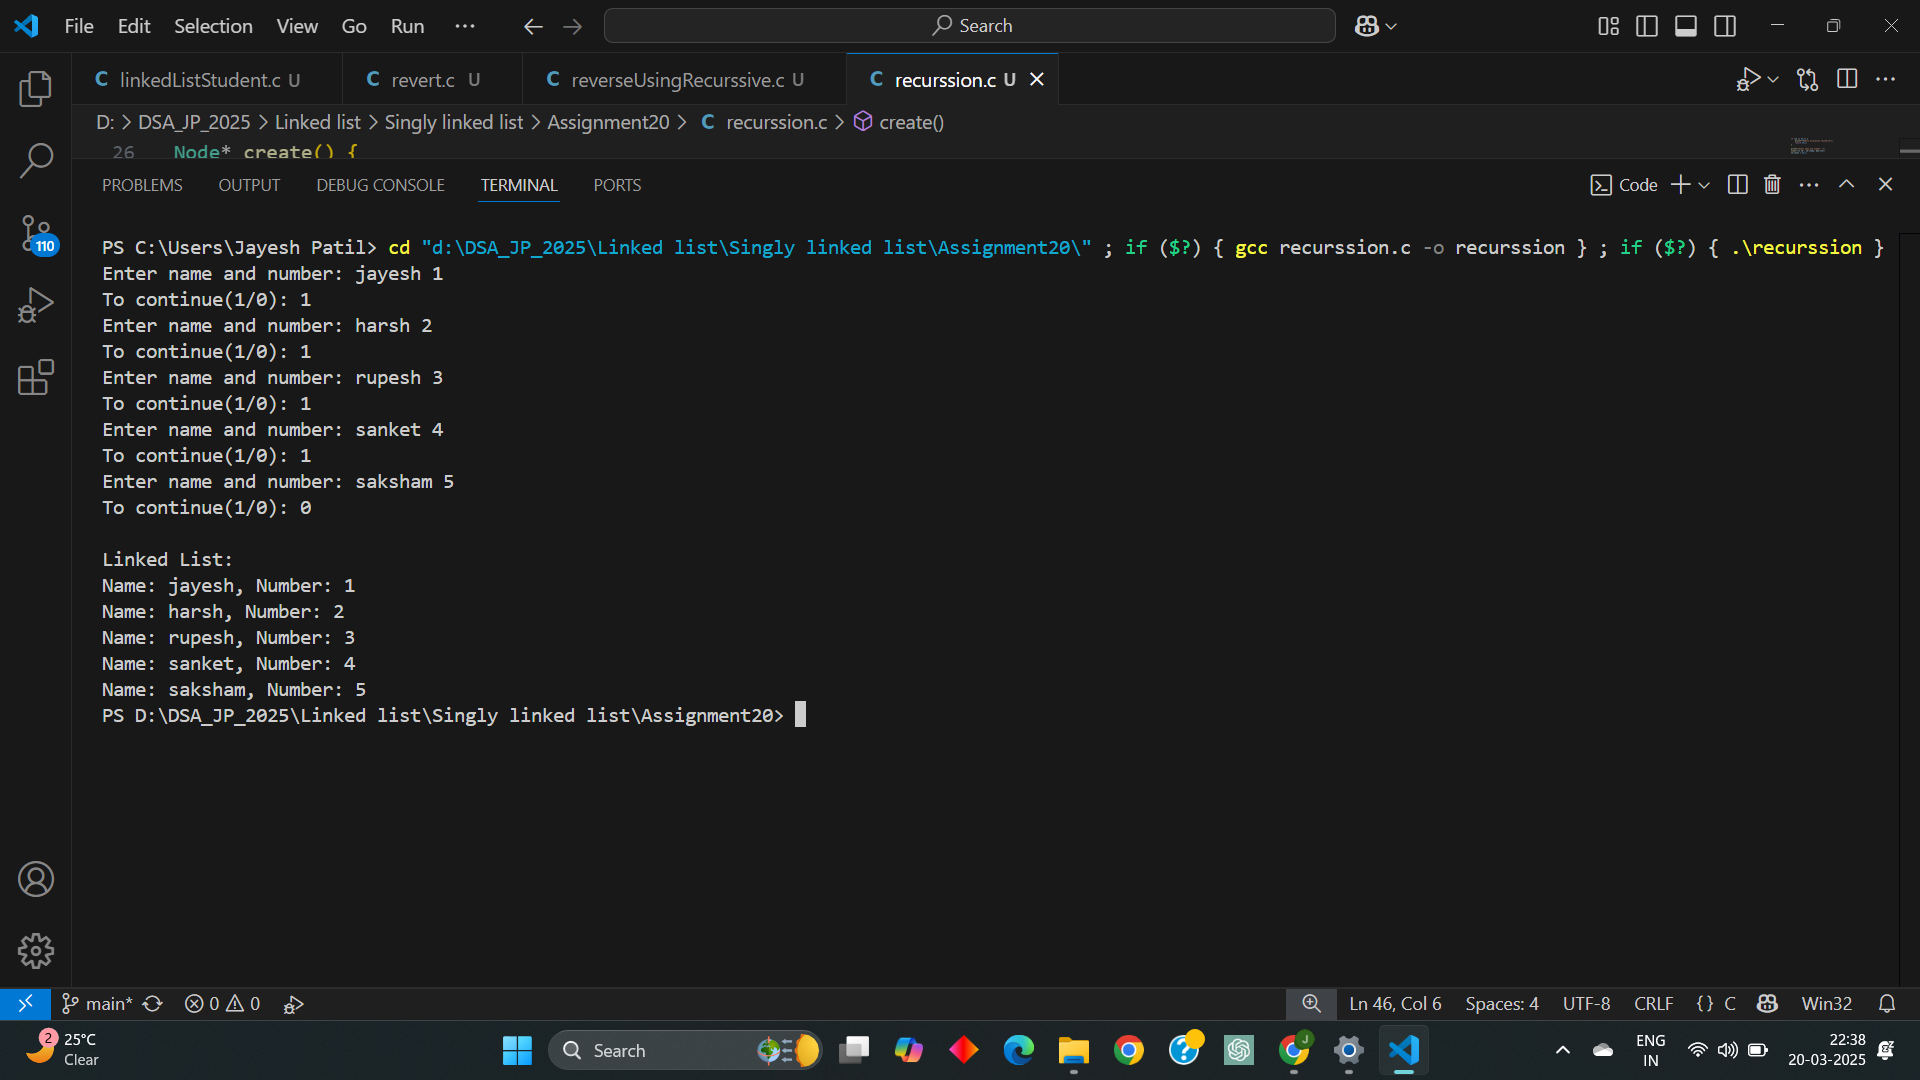 File Edit Selection View Go Run ... Search
C linkedListStudent.c U C revert.c U C reverseUsingRecurssive.c U C recurssion.c U
D: > DSA_JP_2025 > Linked list > Singly linked list > Assignment20 > C recurssion.c > create()
26 Node* create() {
PROBLEMS OUTPUT DEBUG CONSOLE TERMINAL PORTS Code
PS C:\Users\Jayesh Patil> cd "d:\DSA_JP_2025\Linked list\Singly linked list\Assignment20\" ; if ($?) { gcc recurssion.c -o recurssion } ; if ($?) { .\recurssion }
Enter name and number: jayesh 1
To continue(1/0): 1
Enter name and number: harsh 2
To continue(1/0): 1
Enter name and number: rupesh 3
To continue(1/0): 1
Enter name and number: sanket 4
To continue(1/0): 1
Enter name and number: saksham 5
To continue(1/0): 0
Linked List:
Name: jayesh, Number: 1
Name: harsh, Number: 2
Name: rupesh, Number: 3
Name: sanket, Number: 4
Name: saksham, Number: 5
PS D:\DSA_JP_2025\Linked list\Singly linked list\Assignment20>
110
main* 0 0 Ln 46, Col 6 Spaces: 4 UTF-8 CRLF {} C Win32
2 25°C Search J ENG 22:38
Clear IN 20-03-2025